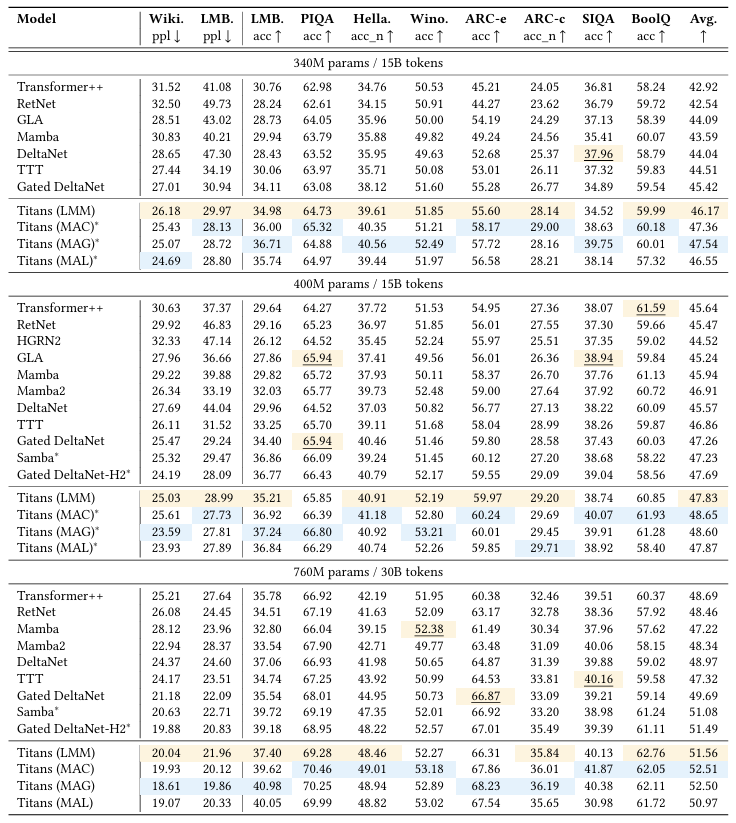 Model Wiki. LMB. LMB. PIQA Hella. Wino. ARC-e ARC-c SIQA BoolQ Avg.
ppl ↓ ppl ↓ acc ↑ acc ↑ acc_n ↑ acc ↑ acc ↑ acc_n ↑ acc ↑ acc ↑ ↑
340M params / 15B tokens
Transformer++ 31.52 41.08 30.76 62.98 34.76 50.53 45.21 24.05 36.81 58.24 42.92
RetNet 32.50 49.73 28.24 62.61 34.15 50.91 44.27 23.62 36.79 59.72 42.54
GLA 28.51 43.02 28.73 64.05 35.96 50.00 54.19 24.29 37.13 58.39 44.09
Mamba 30.83 40.21 29.94 63.79 35.88 49.82 49.24 24.56 35.41 60.07 43.59
DeltaNet 28.65 47.30 28.43 63.52 35.95 49.63 52.68 25.37 37.96 58.79 44.04
TTT 27.44 34.19 30.06 63.97 35.71 50.08 53.01 26.11 37.32 59.83 44.51
Gated DeltaNet 27.01 30.94 34.11 63.08 38.12 51.60 55.28 26.77 34.89 59.54 45.42
Titans (LMM) 26.18 29.97 34.98 64.73 39.61 51.85 55.60 28.14 34.52 59.99 46.17
Titans (MAC)* 25.43 28.13 36.00 65.32 40.35 51.21 58.17 29.00 38.63 60.18 47.36
Titans (MAG)* 25.07 28.72 36.71 64.88 40.56 52.49 57.72 28.16 39.75 60.01 47.54
Titans (MAL)* 24.69 28.80 35.74 64.97 39.44 51.97 56.58 28.21 38.14 57.32 46.55
400M params / 15B tokens
Transformer++ 30.63 37.37 29.64 64.27 37.72 51.53 54.95 27.36 38.07 61.59 45.64
RetNet 29.92 46.83 29.16 65.23 36.97 51.85 56.01 27.55 37.30 59.66 45.47
HGRN2 32.33 47.14 26.12 64.52 35.45 52.24 55.97 25.51 37.35 59.02 44.52
GLA 27.96 36.66 27.86 65.94 37.41 49.56 56.01 26.36 38.94 59.84 45.24
Mamba 29.22 39.88 29.82 65.72 37.93 50.11 58.37 26.70 37.76 61.13 45.94
Mamba2 26.34 33.19 32.03 65.77 39.73 52.48 59.00 27.64 37.92 60.72 46.91
DeltaNet 27.69 44.04 29.96 64.52 37.03 50.82 56.77 27.13 38.22 60.09 45.57
TTT 26.11 31.52 33.25 65.70 39.11 51.68 58.04 28.99 38.26 59.87 46.86
Gated DeltaNet 25.47 29.24 34.40 65.94 40.46 51.46 59.80 28.58 37.43 60.03 47.26
Samba* 25.32 29.47 36.86 66.09 39.24 51.45 60.12 27.20 38.68 58.22 47.23
Gated DeltaNet-H2* 24.19 28.09 36.77 66.43 40.79 52.17 59.55 29.09 39.04 58.56 47.69
Titans (LMM) 25.03 28.99 35.21 65.85 40.91 52.19 59.97 29.20 38.74 60.85 47.83
Titans (MAC)* 25.61 27.73 36.92 66.39 41.18 52.80 60.24 29.69 40.07 61.93 48.65
Titans (MAG)* 23.59 27.81 37.24 66.80 40.92 53.21 60.01 29.45 39.91 61.28 48.60
Titans (MAL)* 23.93 27.89 36.84 66.29 40.74 52.26 59.85 29.71 38.92 58.40 47.87
760M params / 30B tokens
Transformer++ 25.21 27.64 35.78 66.92 42.19 51.95 60.38 32.46 39.51 60.37 48.69
RetNet 26.08 24.45 34.51 67.19 41.63 52.09 63.17 32.78 38.36 57.92 48.46
Mamba 28.12 23.96 32.80 66.04 39.15 52.38 61.49 30.34 37.96 57.62 47.22
Mamba2 22.94 28.37 33.54 67.90 42.71 49.77 63.48 31.09 40.06 58.15 48.34
DeltaNet 24.37 24.60 37.06 66.93 41.98 50.65 64.87 31.39 39.88 59.02 48.97
TTT 24.17 23.51 34.74 67.25 43.92 50.99 64.53 33.81 40.16 59.58 47.32
Gated DeltaNet 21.18 22.09 35.54 68.01 44.95 50.73 66.87 33.09 39.21 59.14 49.69
Samba* 20.63 22.71 39.72 69.19 47.35 52.01 66.92 33.20 38.98 61.24 51.08
Gated DeltaNet-H2* 19.88 20.83 39.18 68.95 48.22 52.57 67.01 35.49 39.39 61.11 51.49
Titans (LMM) 20.04 21.96 37.40 69.28 48.46 52.27 66.31 35.84 40.13 62.76 51.56
Titans (MAC) 19.93 20.12 39.62 70.46 49.01 53.18 67.86 36.01 41.87 62.05 52.51
Titans (MAG) 18.61 19.86 40.98 70.25 48.94 52.89 68.23 36.19 40.38 62.11 52.50
Titans (MAL) 19.07 20.33 40.05 69.99 48.82 53.02 67.54 35.65 30.98 61.72 50.97